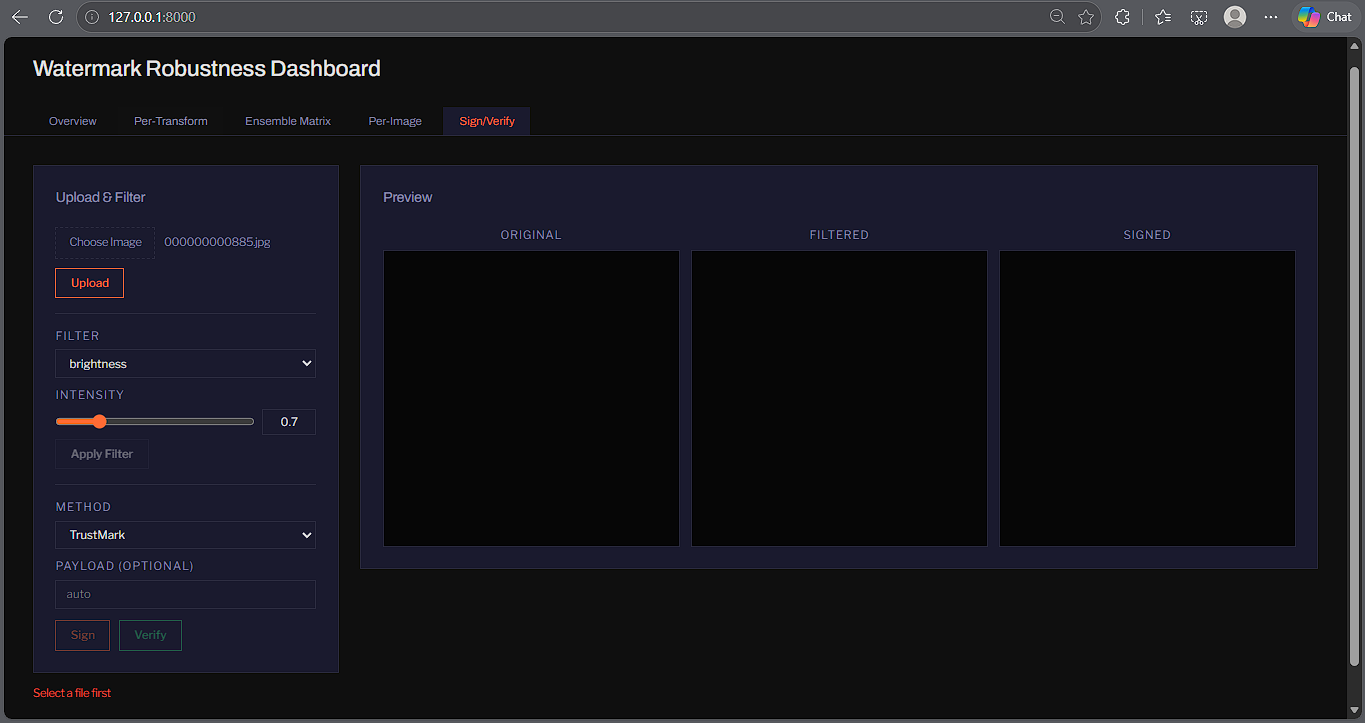 127.0.0.1:8000
Chat
Watermark Robustness Dashboard
Overview Per-Transform Ensemble Matrix Per-Image Sign/Verify
Upload & Filter
Choose Image 000000000885.jpg
Upload
FILTER
brightness
INTENSITY
0.7
Apply Filter
METHOD
TrustMark
PAYLOAD (OPTIONAL)
auto
Sign Verify
Select a file first
Preview
ORIGINAL FILTERED SIGNED